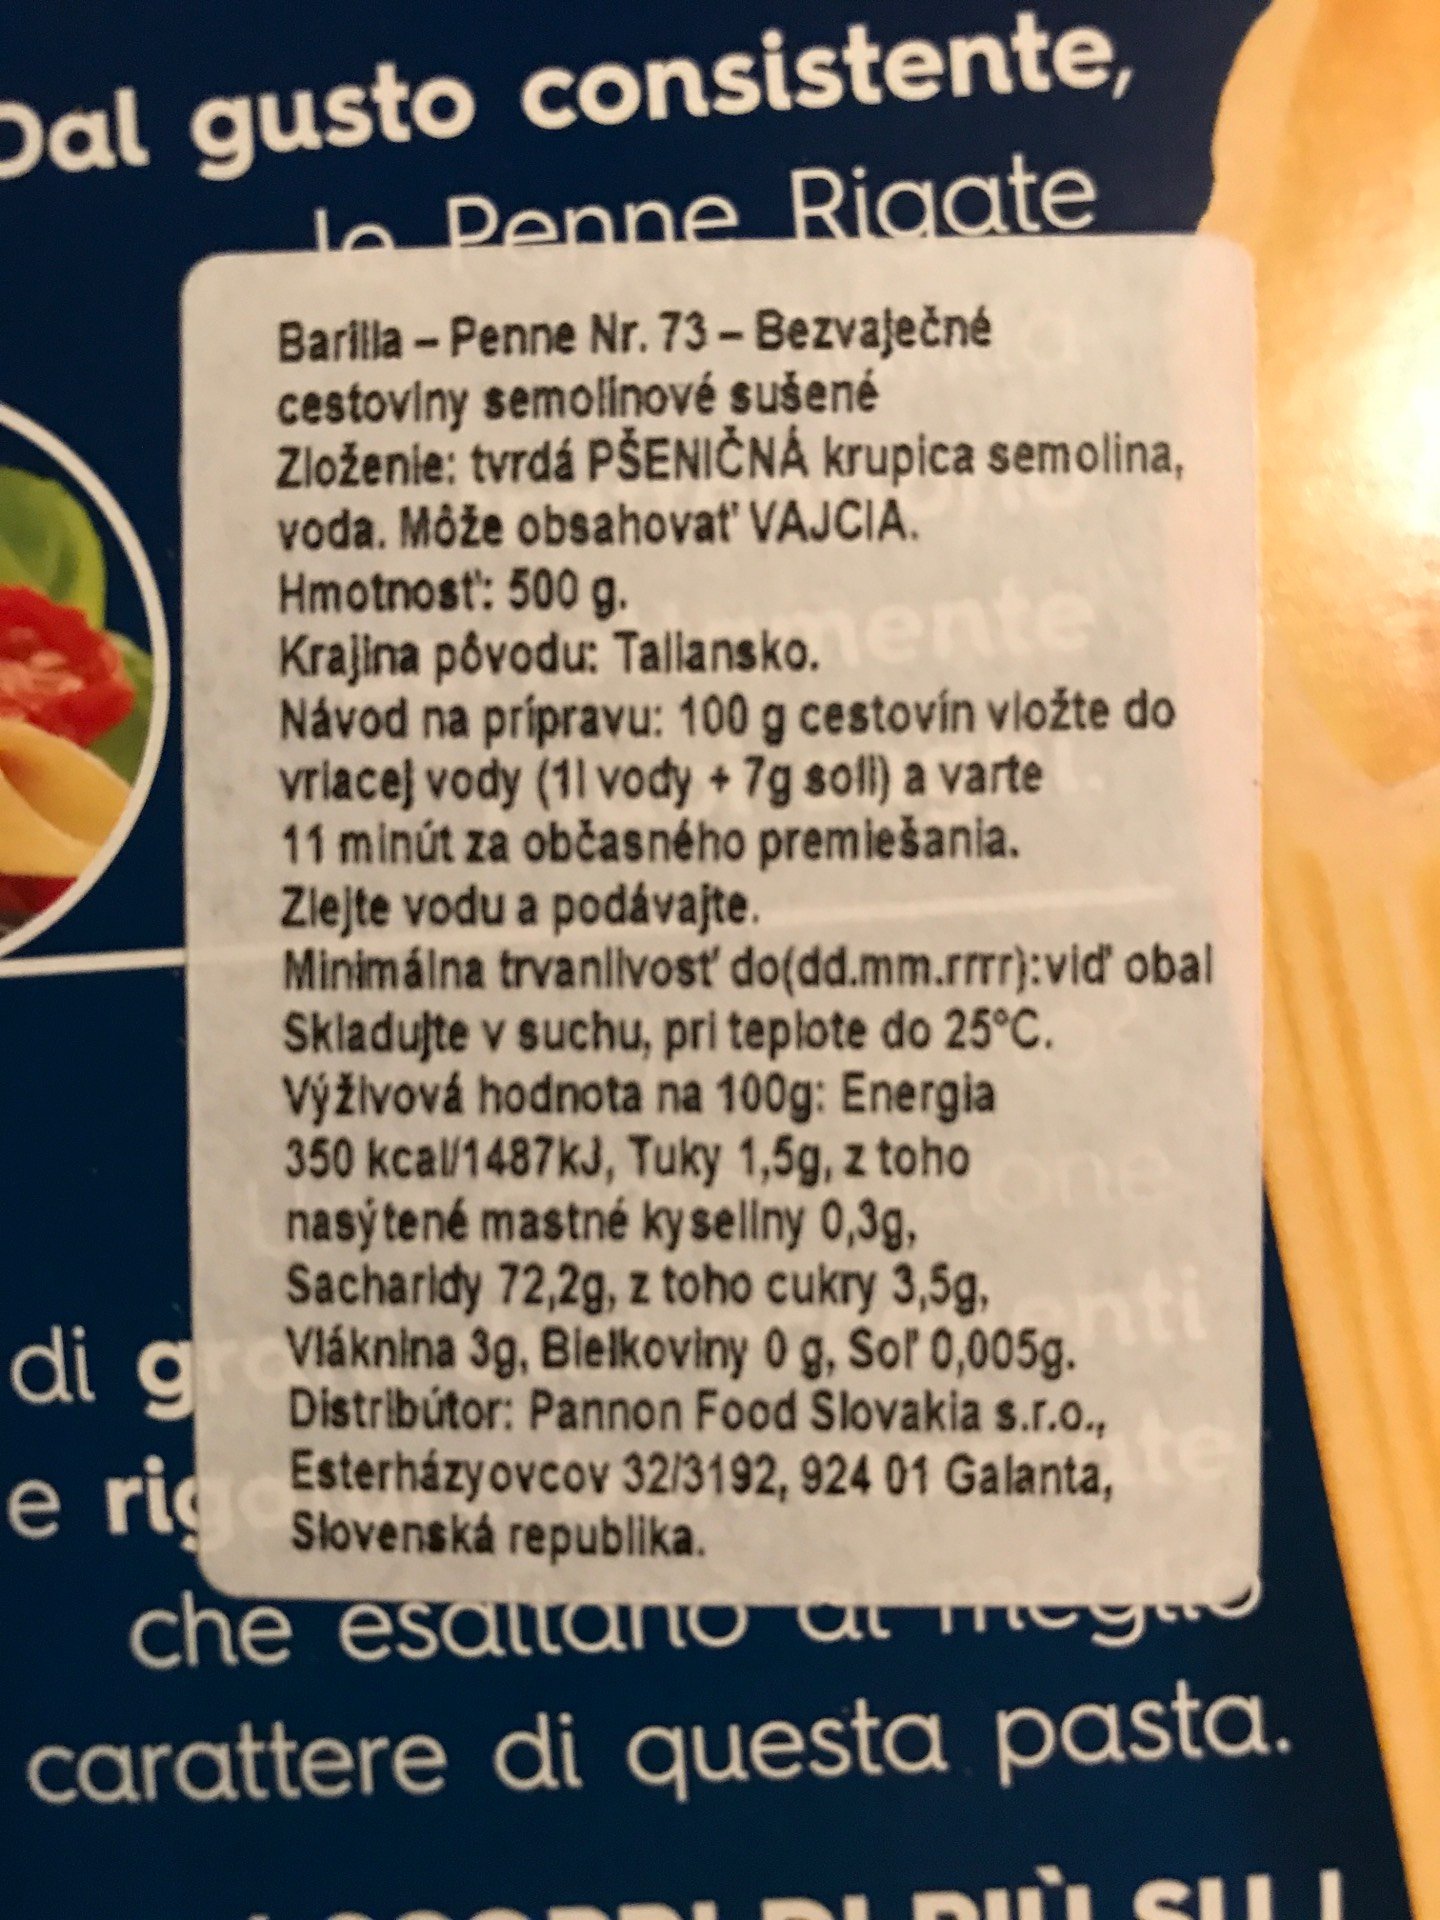 Dal gusto consistente,
le Penne Rigate
Barilla – Penne Nr. 73 – Bezvaječné
cestoviny semolinové sušené
Zloženie: tvrdá PŠENIČNÁ krupica semolina,
voda. Môže obsahovať VAJCIA.
Hmotnosť: 500 g.
Krajina pôvodu: Taliansko.
Návod na prípravu: 100 g cestovín vložte do
vriacej vody (1l vody + 7g soli) a varte
11 minút za občasného premiešania.
Zlejte vodu a podávajte.
Minimálna trvanlivosť do(dd.mm.rrrr):viď obal
Skladujte v suchu, pri teplote do 25°C.
Výživová hodnota na 100g: Energia
350 kcal/1487kJ, Tuky 1,5g, z toho
nasýtené mastné kyseliny 0,3g,
Sacharidy 72,2g, z toho cukry 3,5g,
Vláknina 3g, Bielkoviny 0 g, Soľ 0,005g.
Distribútor: Pannon Food Slovakia s.r.o.,
Esterházyovcov 32/3192, 924 01 Galanta,
Slovenská republika.
di
e
che esaltano al meglio
carattere di questa pasta.
DI PIÙ SU